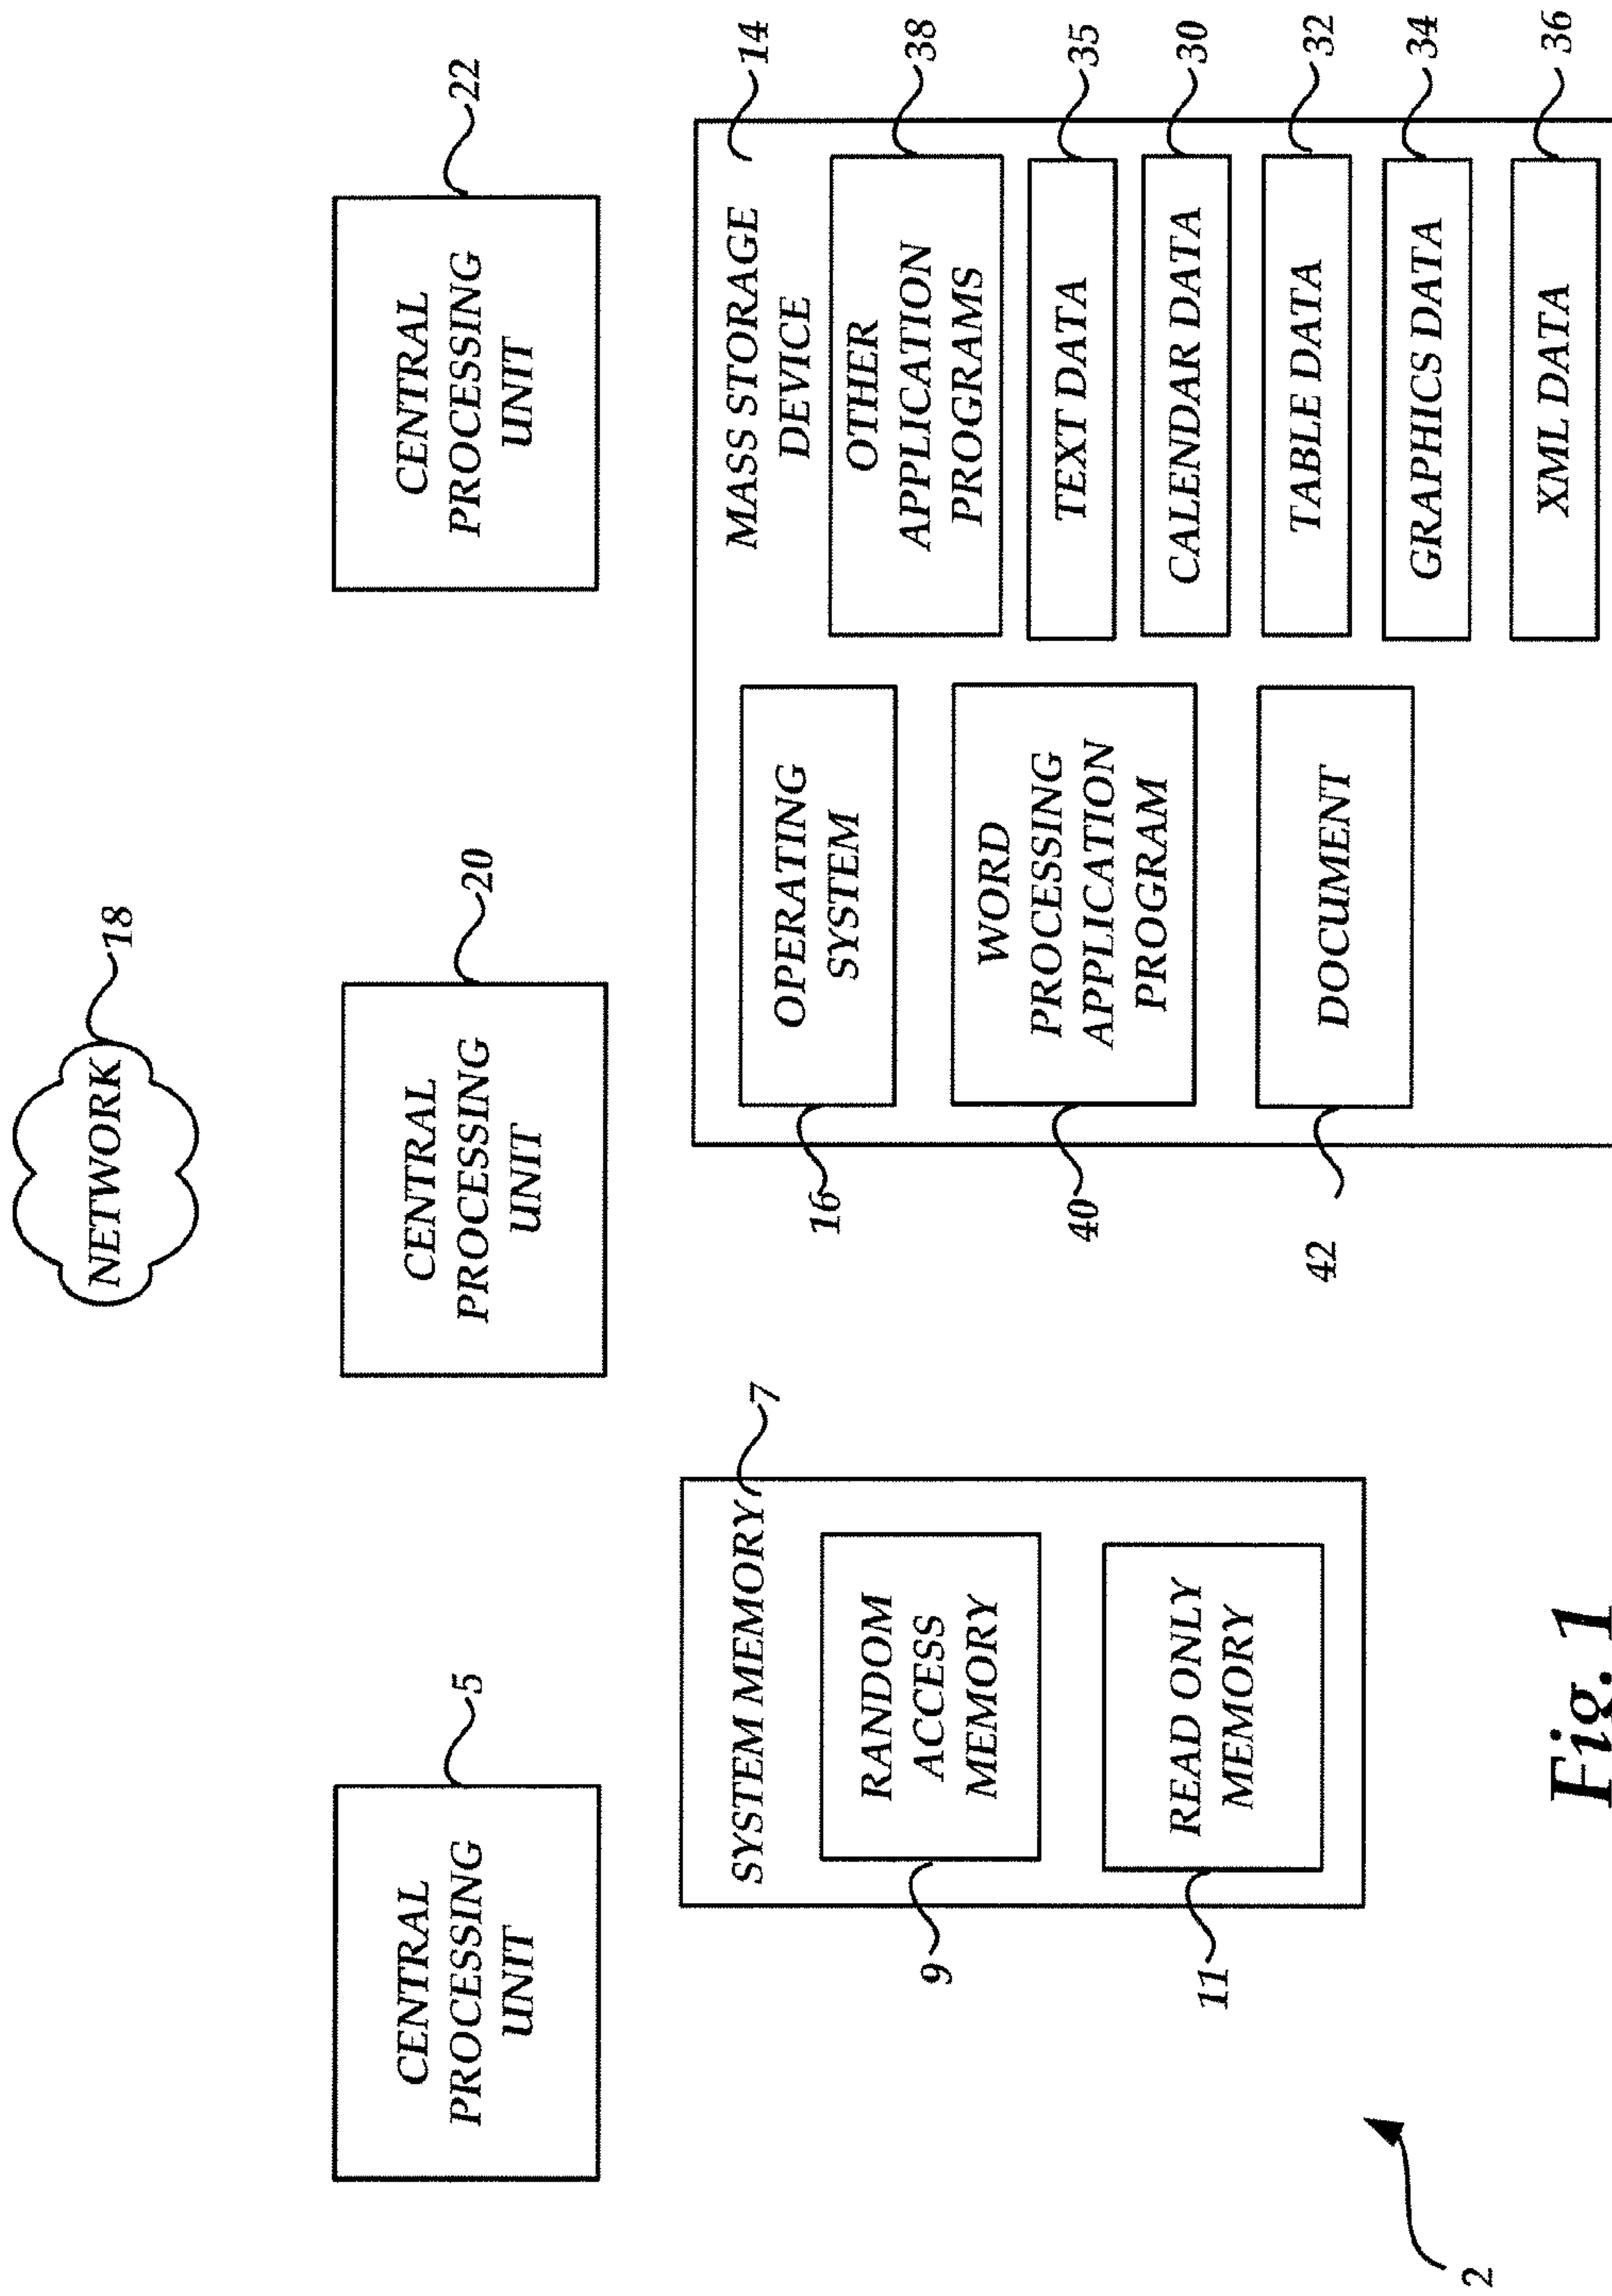 NETWORK
18
CENTRAL
PROCESSING
UNIT
5
CENTRAL
PROCESSING
UNIT
20
CENTRAL
PROCESSING
UNIT
22
SYSTEM MEMORY
7
RANDOM
ACCESS
MEMORY
9
READ ONLY
MEMORY
11
MASS STORAGE
DEVICE
14
OPERATING
SYSTEM
16
WORD
PROCESSING
APPLICATION
PROGRAM
40
DOCUMENT
42
OTHER
APPLICATION
PROGRAMS
38
TEXT DATA
35
CALENDAR DATA
30
TABLE DATA
32
GRAPHICS DATA
34
XML DATA
36
2
Fig. 1